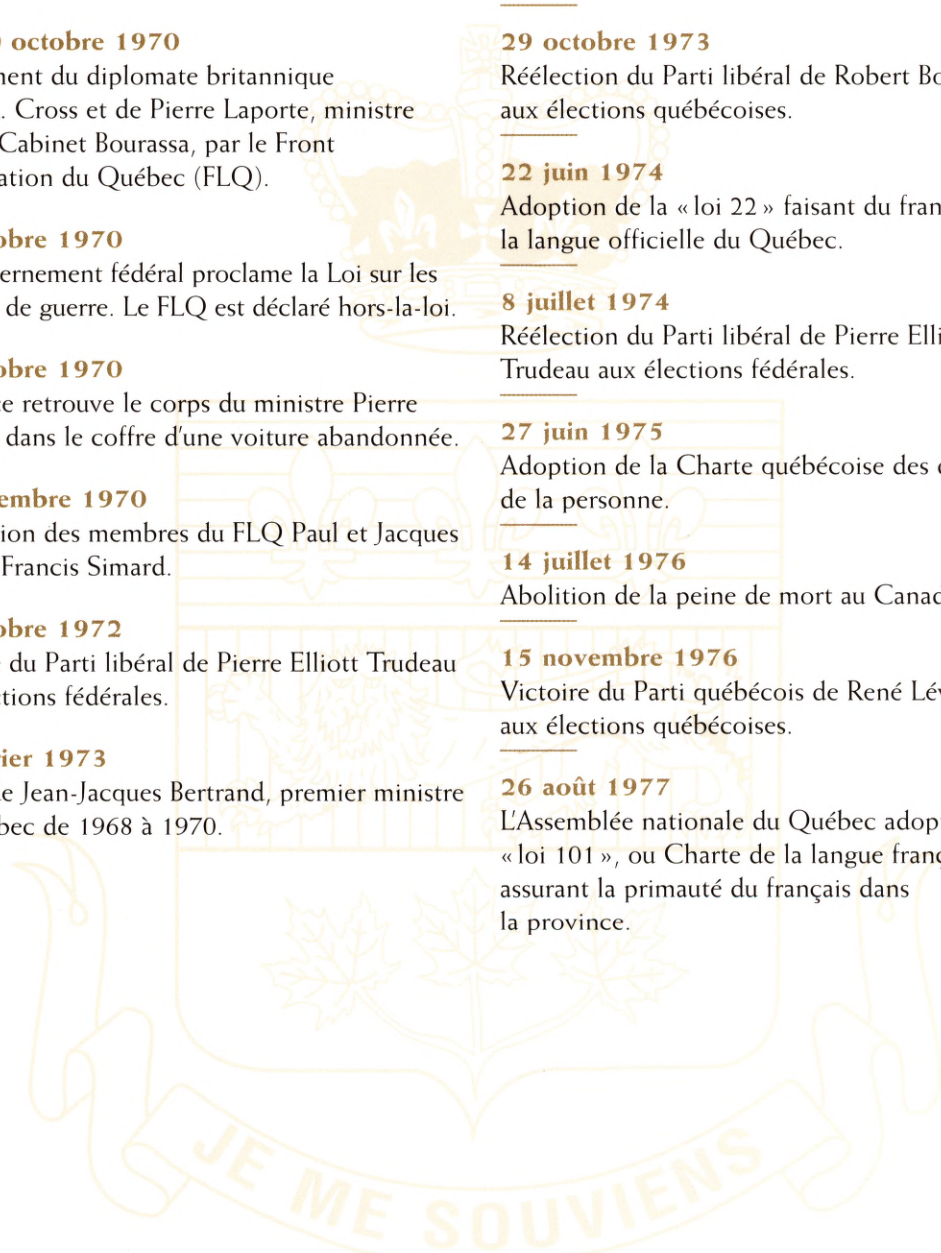 octobre 1970
ment du diplomate britannique
. Cross et de Pierre Laporte, ministre
Cabinet Bourassa, par le Front
ation du Québec (FLQ).
obre 1970
ernement fédéral proclame la Loi sur les
de guerre. Le FLQ est déclaré hors-la-loi.
obre 1970
ce retrouve le corps du ministre Pierre
dans le coffre d'une voiture abandonnée.
embre 1970
ion des membres du FLQ Paul et Jacques
Francis Simard.
obre 1972
du Parti libéral de Pierre Elliott Trudeau
ctions fédérales.
ier 1973
e Jean-Jacques Bertrand, premier ministre
bec de 1968 à 1970.
29 octobre 1973
Réélection du Parti libéral de Robert Bo
aux élections québécoises.
22 juin 1974
Adoption de la « loi 22 » faisant du fran
la langue officielle du Québec.
8 juillet 1974
Réélection du Parti libéral de Pierre Elli
Trudeau aux élections fédérales.
27 juin 1975
Adoption de la Charte québécoise des
de la personne.
14 juillet 1976
Abolition de la peine de mort au Canad
15 novembre 1976
Victoire du Parti québécois de René Lév
aux élections québécoises.
26 août 1977
L'Assemblée nationale du Québec adop
« loi 101 », ou Charte de la langue franç
assurant la primauté du français dans
la province.
JE ME SOUVIENS